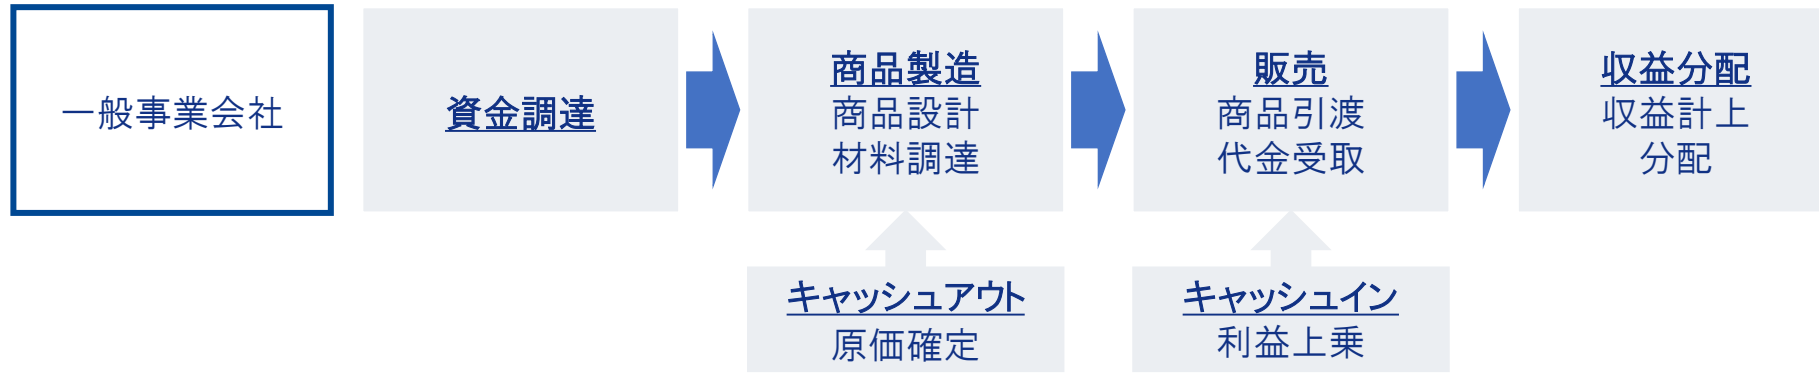 一般事業会社
資金調達
商品製造
商品設計
材料調達
販売
商品引渡
代金受取
収益分配
収益計上
分配
キャッシュアウト
原価確定
キャッシュイン
利益上乗